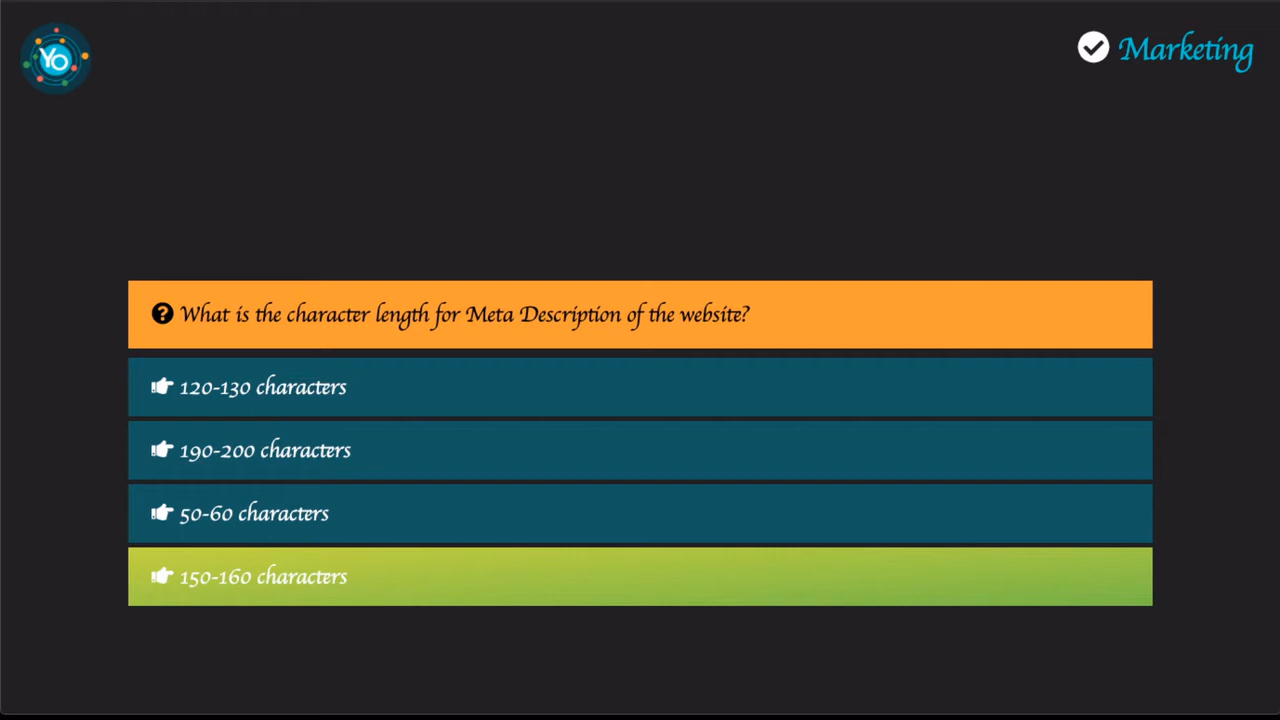 Yo
Marketing
What is the character length for Meta Description of the website?
120-130 characters
190-200 characters
50-60 characters
150-160 characters